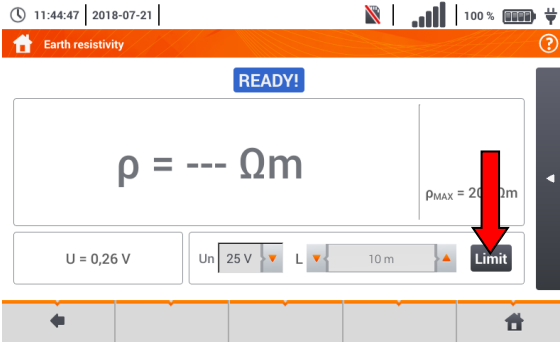 11:44:47 2018-07-21 100 %
Earth resistivity ?
READY!
ρ = --- Ωm
ρMAX = Ωm
U = 0,26 V Un 25 V L 10 m Limit